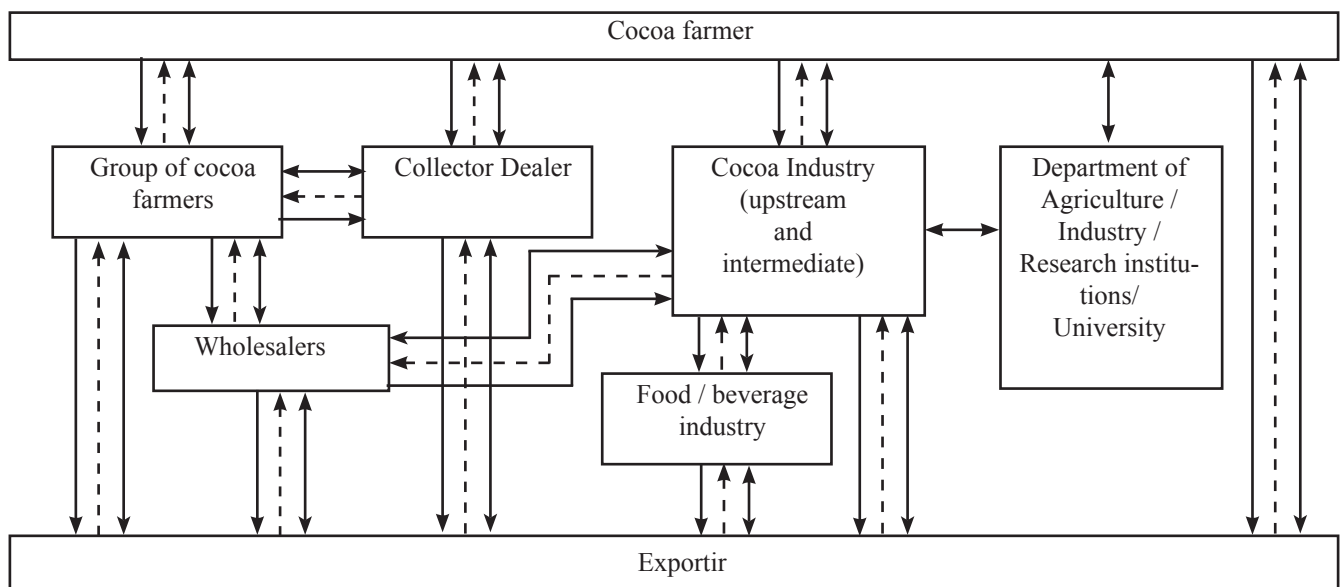 Cocoa farmer
Group of cocoa
farmers
Collector Dealer
Cocoa Industry
(upstream
and
intermediate)
Department of
Agriculture /
Industry /
Research institu-
tions/
University
Wholesalers
Food / beverage
industry
Exportir